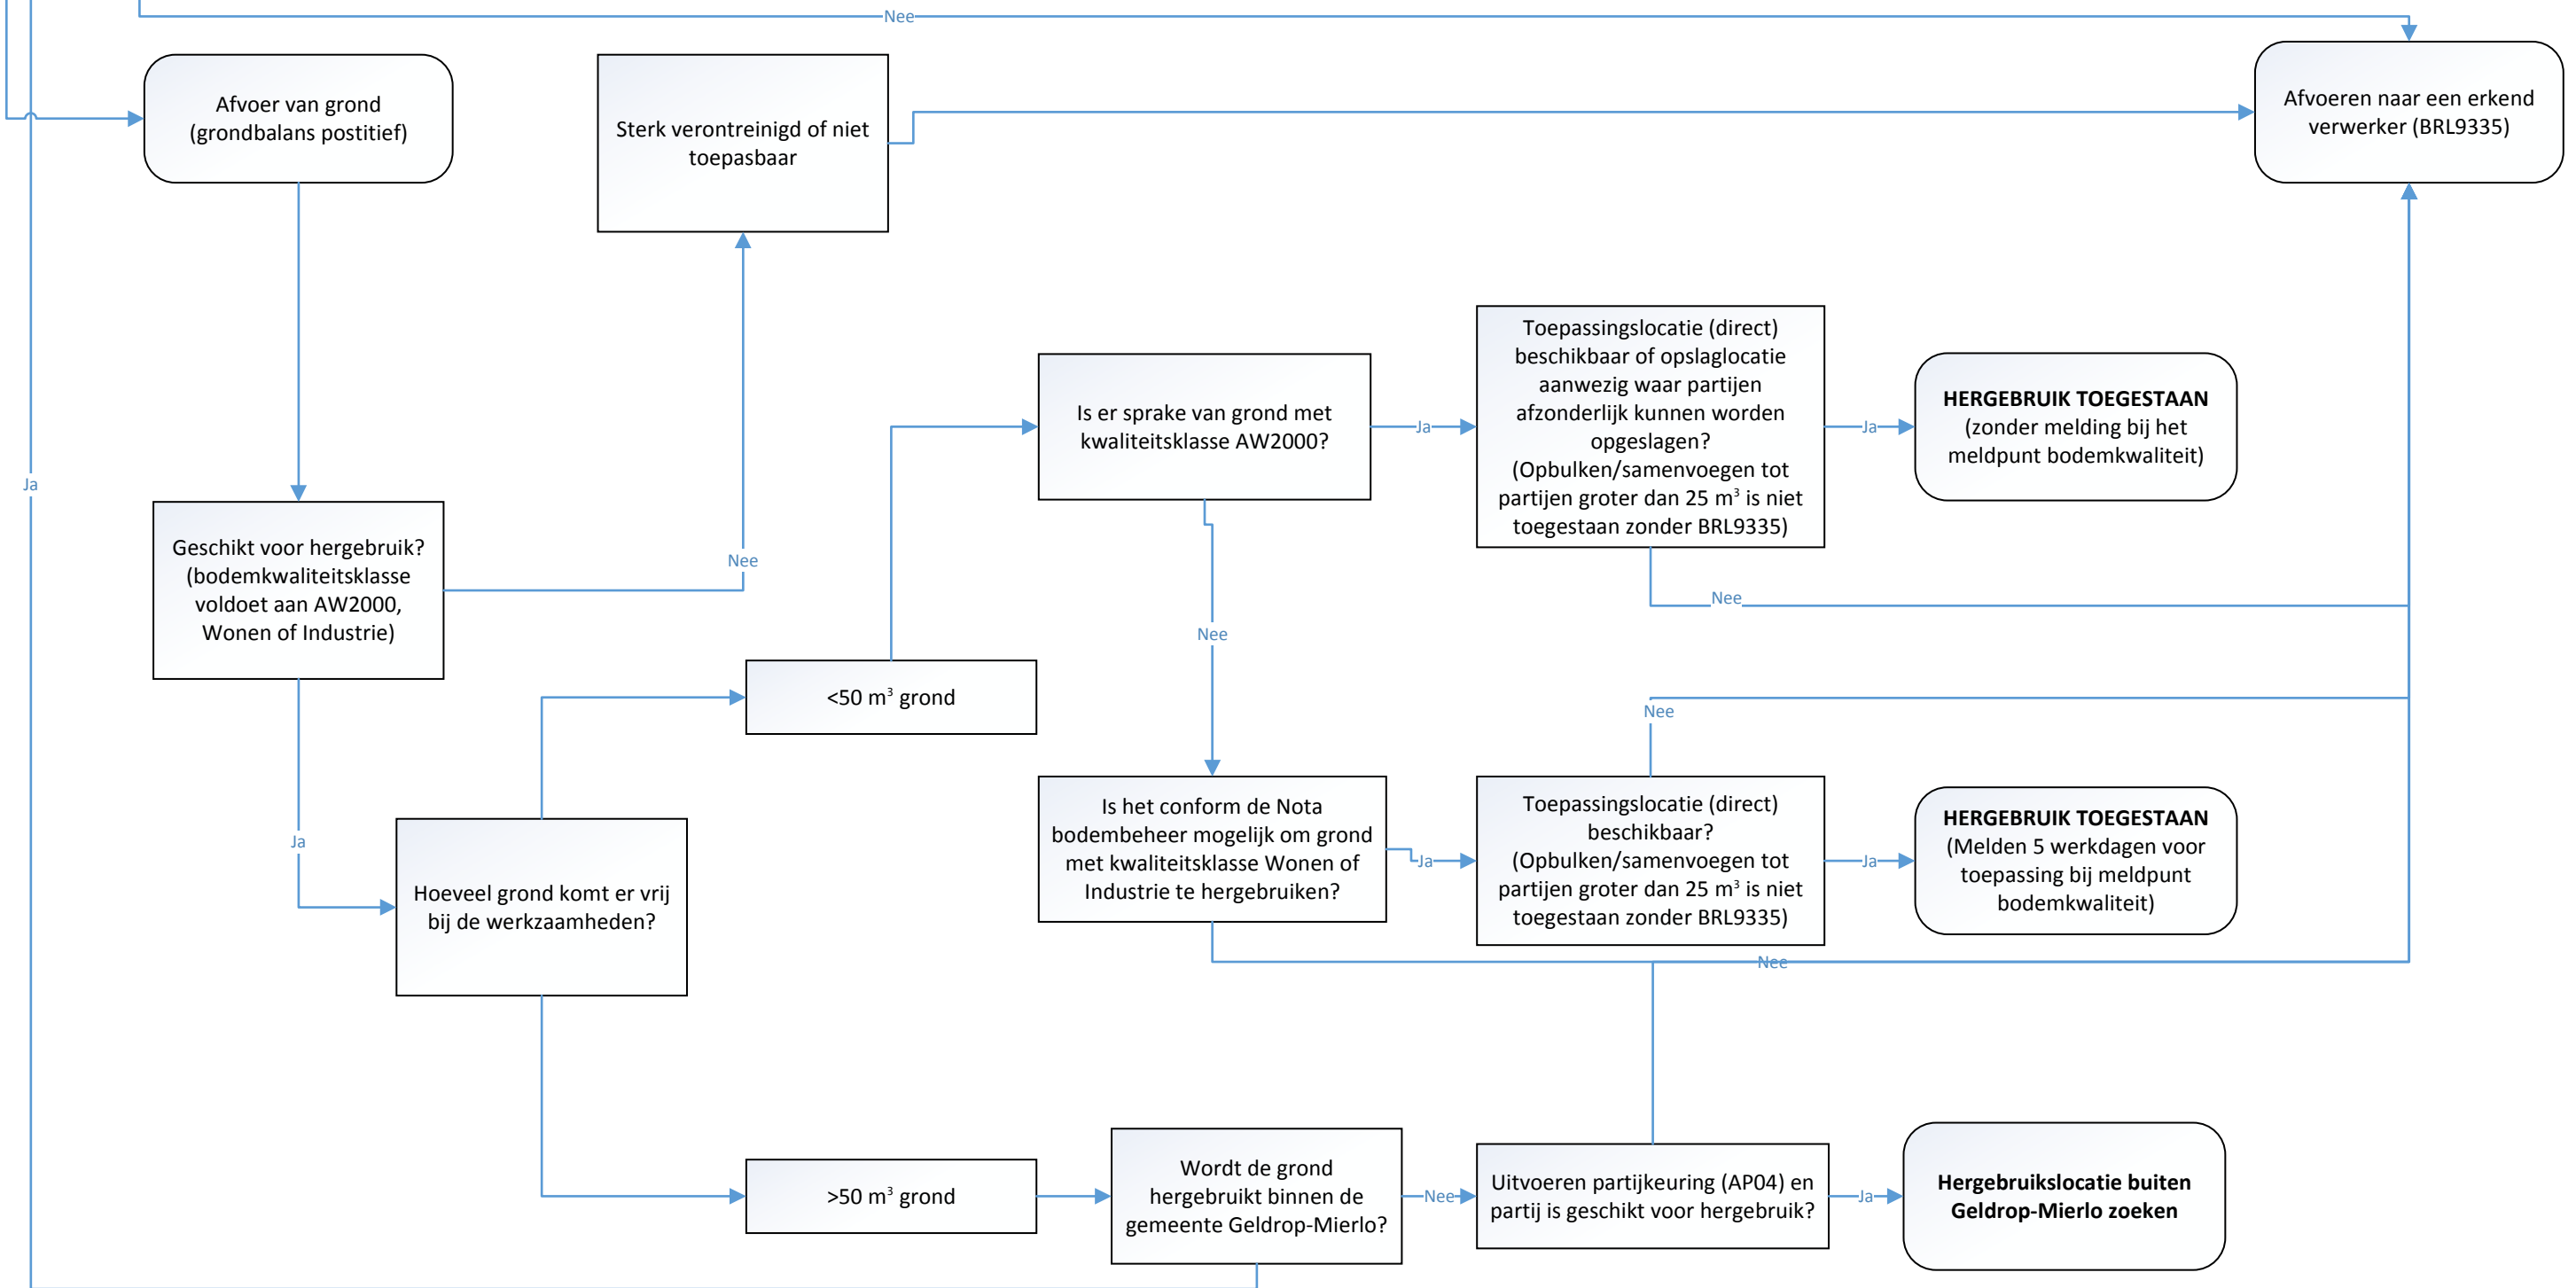 Nee
Afvoer van grond
(grondbalans postitief)
Sterk verontreinigd of niet
toepasbaar
Afvoeren naar een erkend
verwerker (BRL9335)
Ja
Geschikt voor hergebruik?
(bodemkwaliteitsklasse
voldoet aan AW2000,
Wonen of Industrie)
Nee
Is er sprake van grond met
kwaliteitsklasse AW2000?
Ja
Toepassingslocatie (direct)
beschikbaar of opslaglocatie
aanwezig waar partijen
afzonderlijk kunnen worden
opgeslagen?
(Opbulken/samenvoegen tot
partijen groter dan 25 m³ is niet
toegestaan zonder BRL9335)
Ja
HERGEBRUIK TOEGESTAAN
(zonder melding bij het
meldpunt bodemkwaliteit)
Nee
Nee
<50 m³ grond
Nee
Ja
Hoeveel grond komt er vrij
bij de werkzaamheden?
Is het conform de Nota
bodembeheer mogelijk om grond
met kwaliteitsklasse Wonen of
Industrie te hergebruiken?
Ja
Toepassingslocatie (direct)
beschikbaar?
(Opbulken/samenvoegen tot
partijen groter dan 25 m³ is niet
toegestaan zonder BRL9335)
Ja
HERGEBRUIK TOEGESTAAN
(Melden 5 werkdagen voor
toepassing bij meldpunt
bodemkwaliteit)
Nee
>50 m³ grond
Wordt de grond
hergebruikt binnen de
gemeente Geldrop-Mierlo?
Nee
Uitvoeren partijkeuring (AP04) en
partij is geschikt voor hergebruik?
Ja
Hergebruikslocatie buiten
Geldrop-Mierlo zoeken